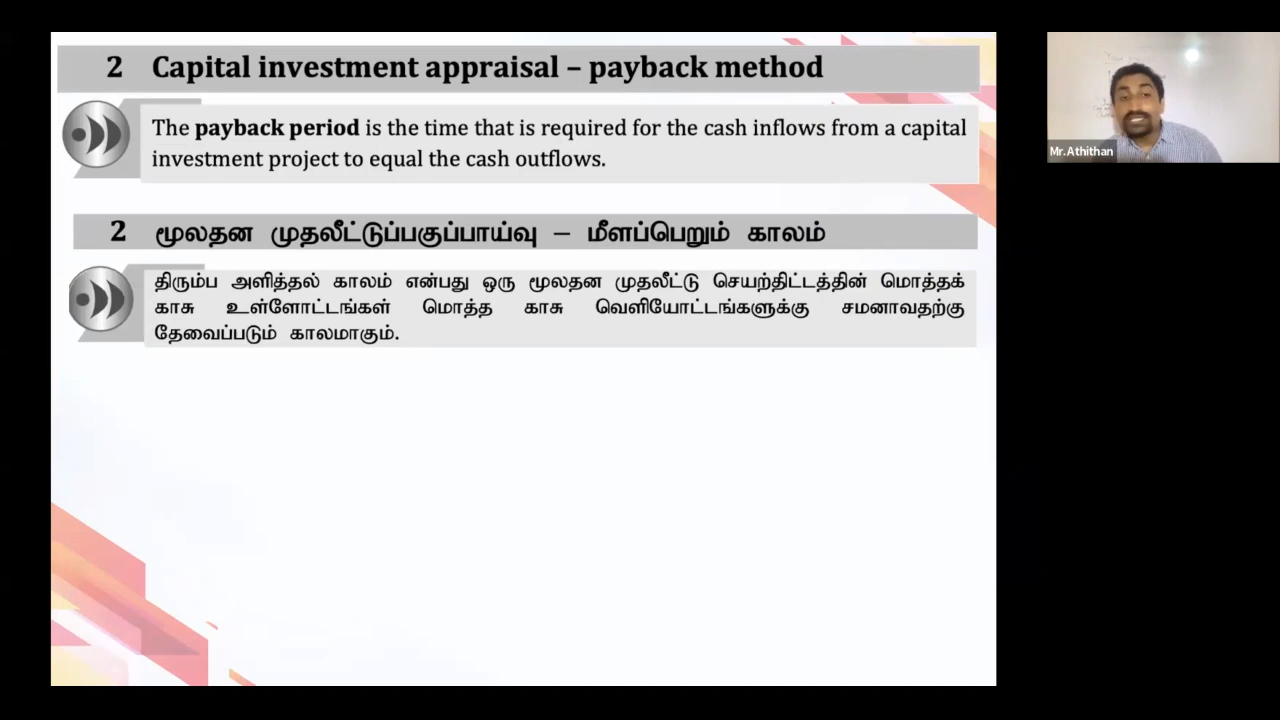 2 Capital investment appraisal – payback method
The payback period is the time that is required for the cash inflows from a capital
investment project to equal the cash outflows.
2 மூலதன முதலீட்டுப்பகுப்பாய்வு – மீளப்பெறும் காலம்
திரும்ப அளித்தல் காலம் என்பது ஒரு மூலதன முதலீட்டு செயற்திட்டத்தின் மொத்தக்
காசு உள்ளோட்டங்கள் மொத்த காசு வெளியோட்டங்களுக்கு சமனாவதற்கு
தேவைப்படும் காலமாகும்.
Mr.Athithan